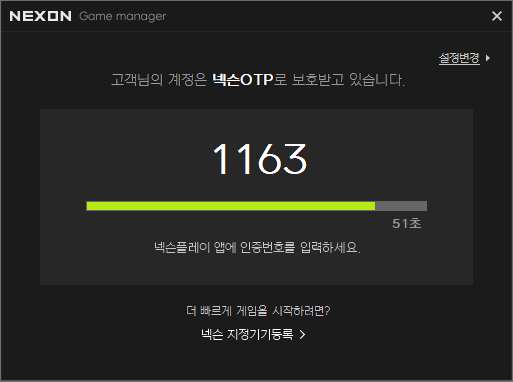 NEXON Game manager
설정변경
고객님의 계정은 넥슨OTP로 보호받고 있습니다.
1163
51초
넥슨플레이 앱에 인증번호를 입력하세요.
더 빠르게 게임을 시작하려면?
넥슨 지정기기등록 >